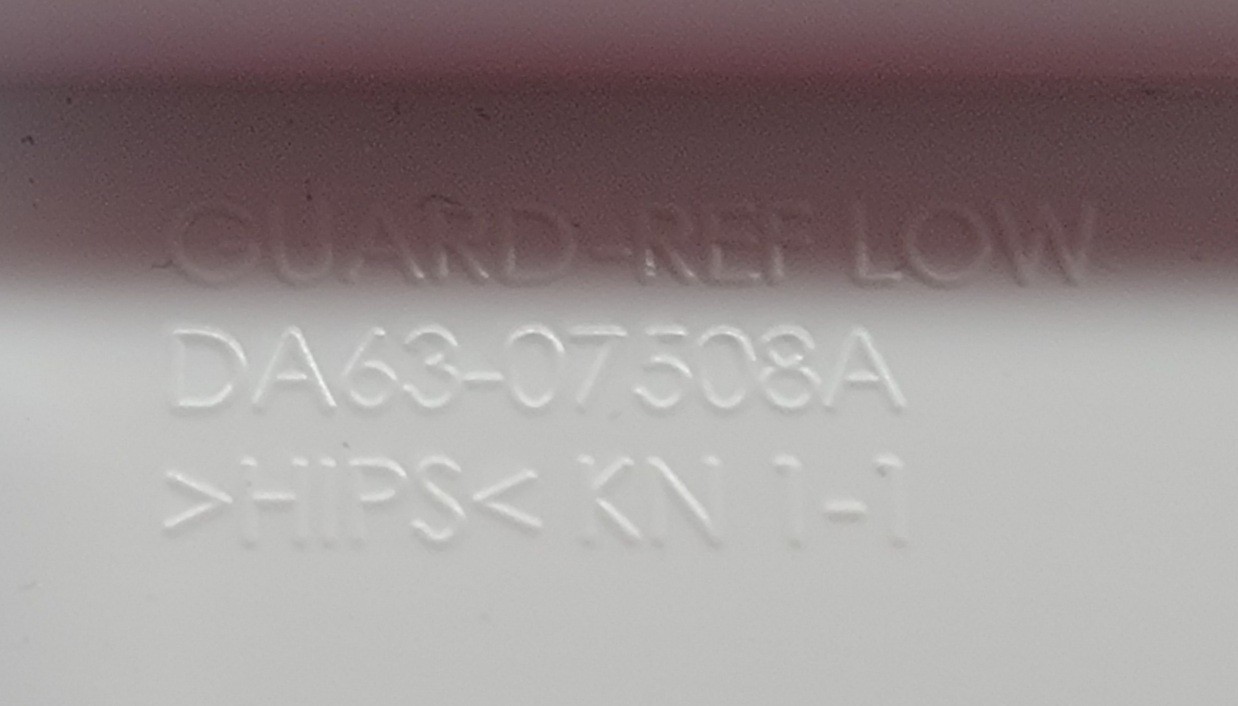 GUARD-REF LOW
DA63-07508A
>HIPS< KN 1-1